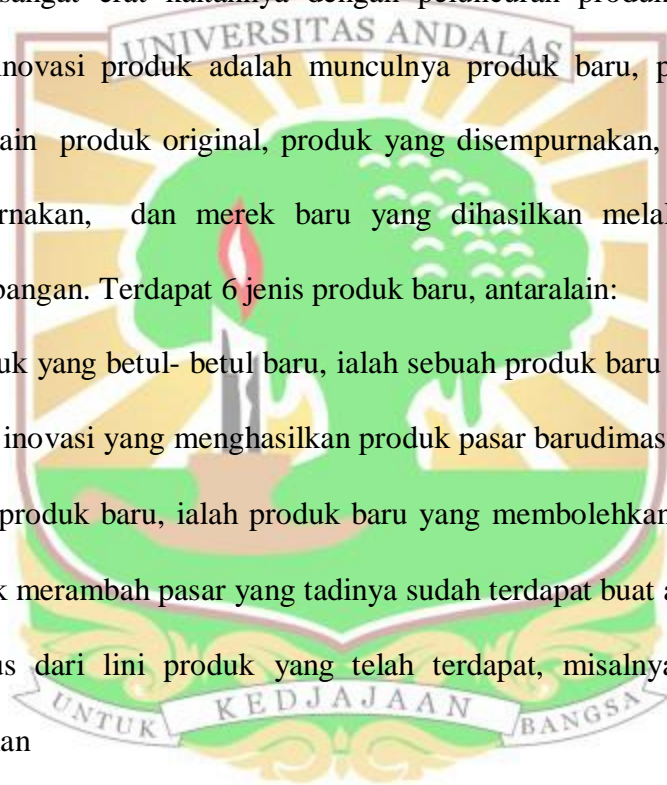 sangat erat kaitannya dengan peluncuran produk
UNIVERSITAS ANDALAS
inovasi produk adalah munculnya produk baru, p
ain produk original, produk yang disempurnakan,
rnakan, dan merek baru yang dihasilkan melal
bangan. Terdapat 6 jenis produk baru, antaralain:
uk yang betul- betul baru, ialah sebuah produk baru
inovasi yang menghasilkan produk pasar barudimas
produk baru, ialah produk baru yang membolehkan
k merambah pasar yang tadinya sudah terdapat buat a
us dari lini produk yang telah terdapat, misalnya
UNTUK KEDJAJAAN BANGSA
an